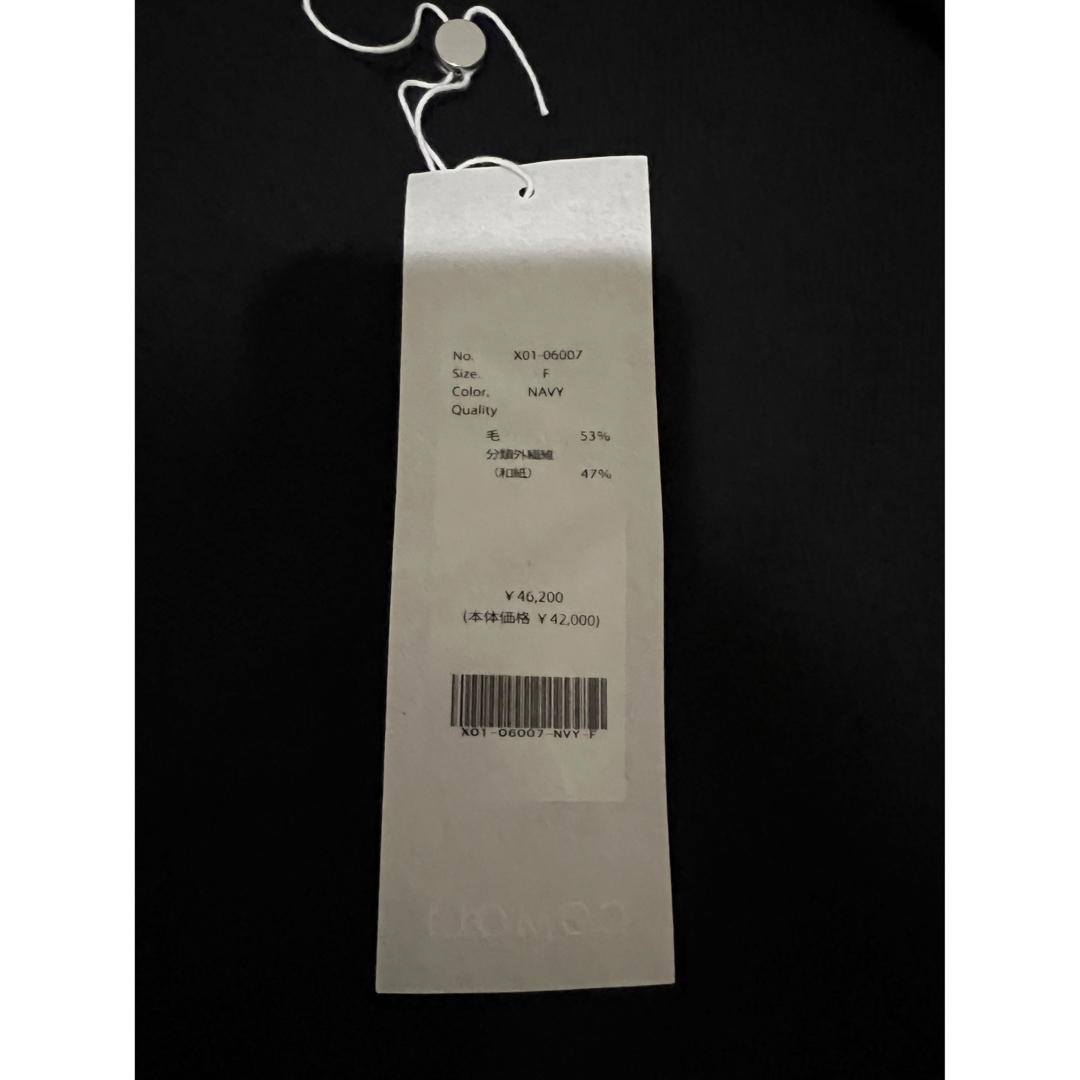 No. X01-06007
Size. F
Color. NAVY
Quality
毛 53%
分類外繊維
(和紙) 47%
¥46,200
(本体価格 ¥42,000)
X01-06007-NVY-F
COMOLI